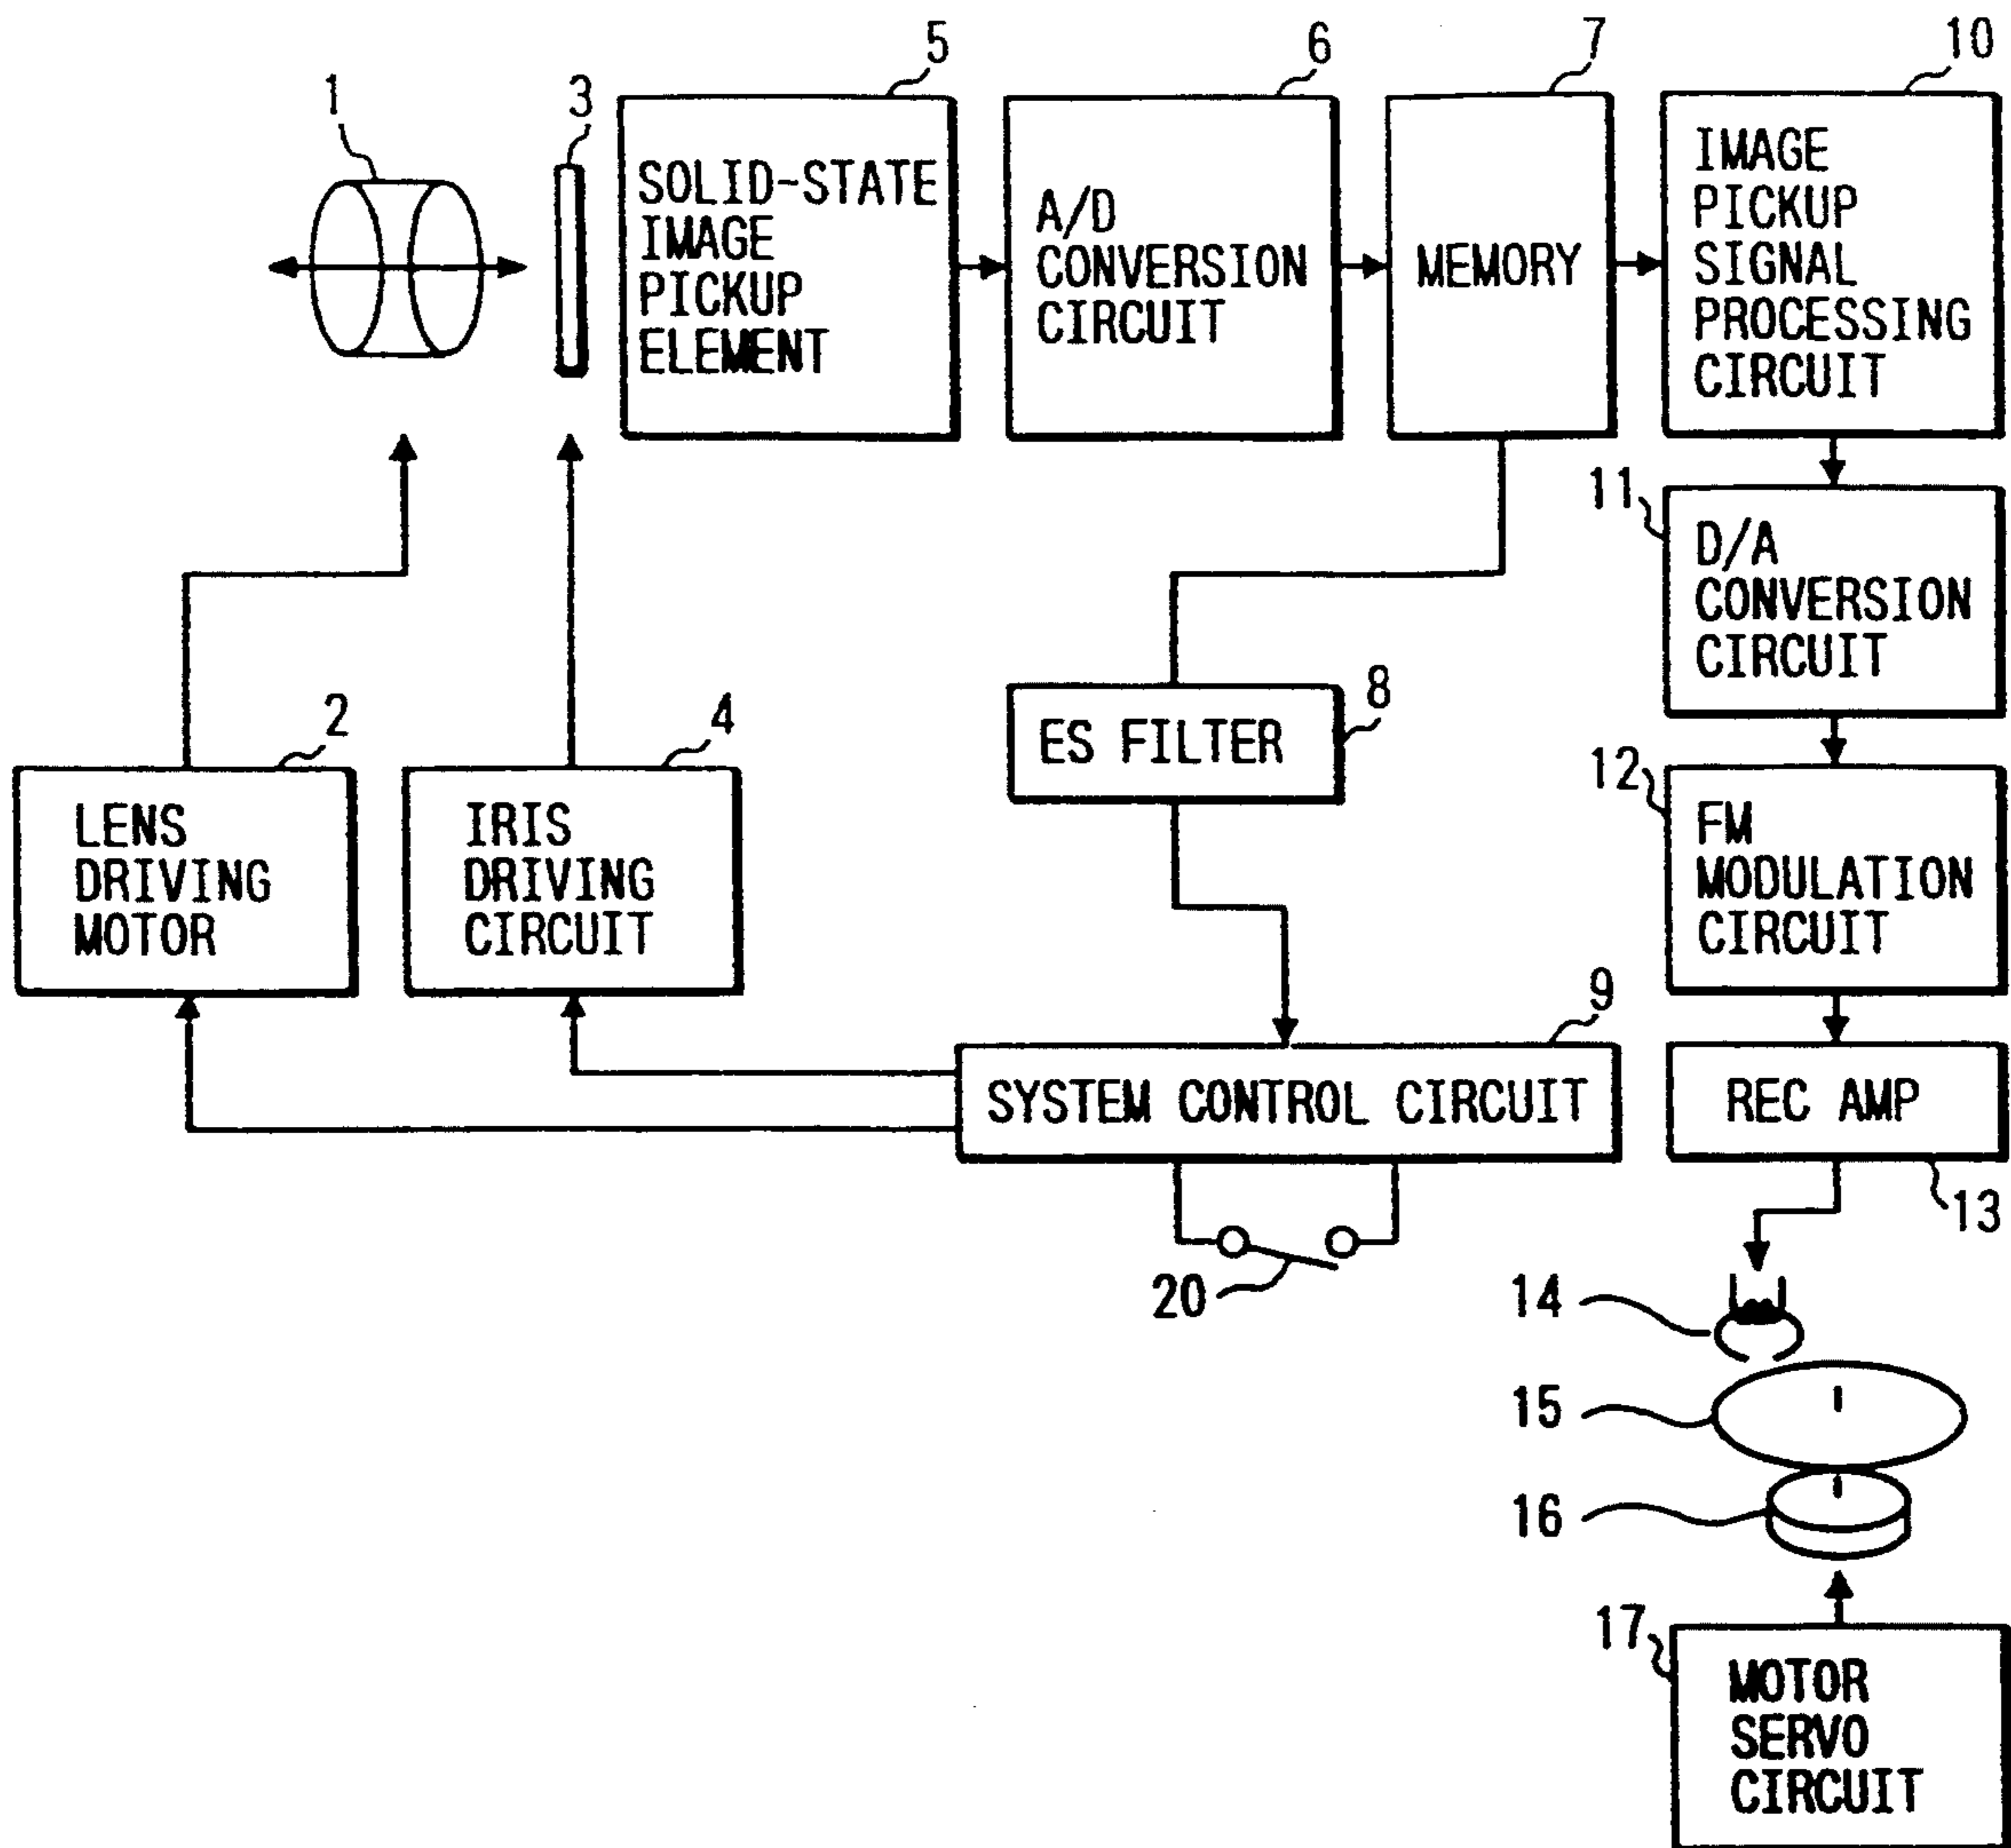 1
3
5
6
7
10
SOLID-STATE
IMAGE
PICKUP
ELEMENT
A/D
CONVERSION
CIRCUIT
MEMORY
IMAGE
PICKUP
SIGNAL
PROCESSING
CIRCUIT
11
D/A
CONVERSION
CIRCUIT
2
4
8
ES FILTER
12
LENS
DRIVING
MOTOR
IRIS
DRIVING
CIRCUIT
FM
MODULATION
CIRCUIT
9
SYSTEM CONTROL CIRCUIT
REC AMP
13
20
14
15
16
17
MOTOR
SERVO
CIRCUIT